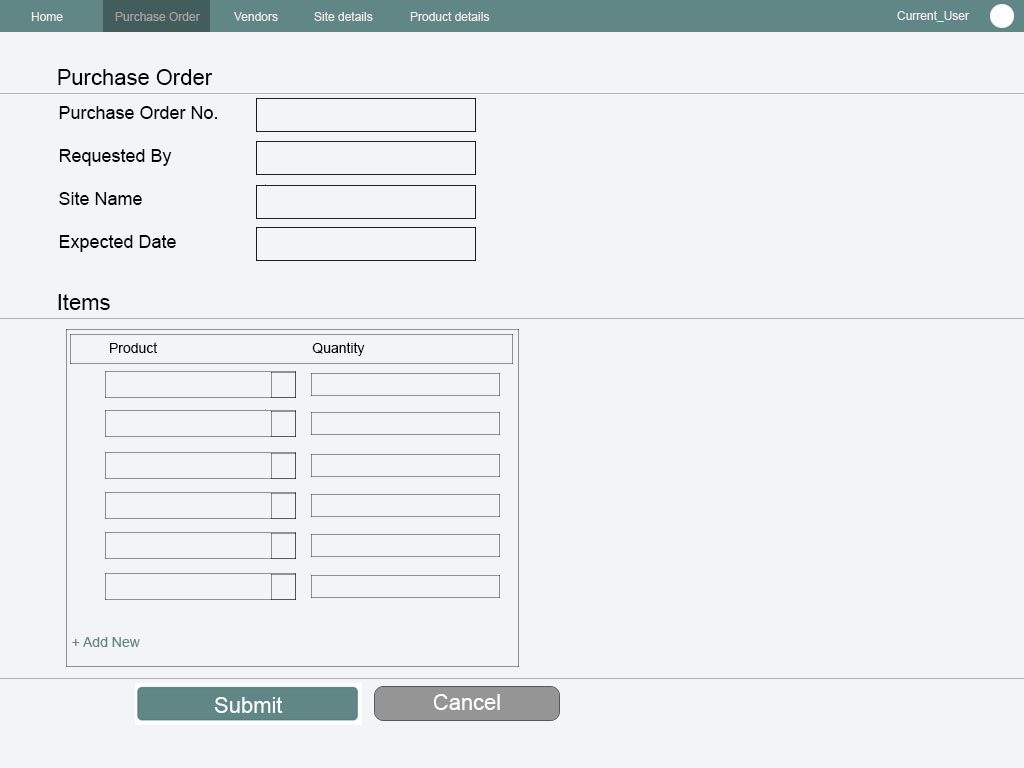 Home Purchase Order Vendors Site details Product details Current_User
Purchase Order
Purchase Order No.
Requested By
Site Name
Expected Date
Items
Product Quantity
+ Add New
Submit Cancel